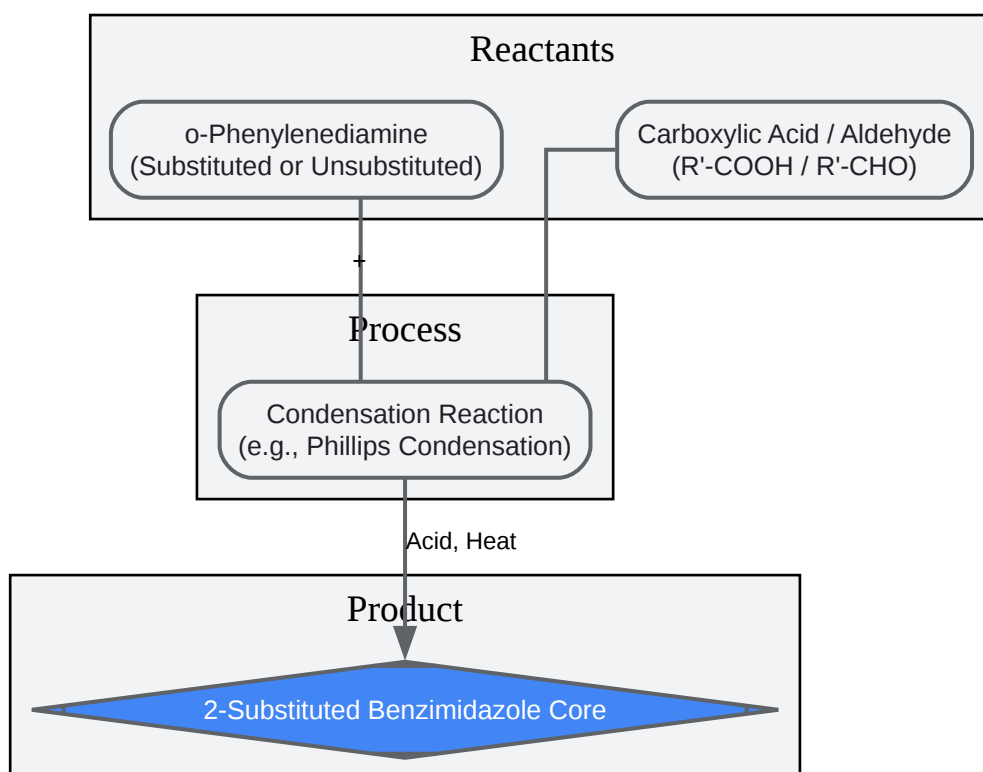 Reactants
o-Phenylenediamine
(Substituted or Unsubstituted)
Carboxylic Acid / Aldehyde
(R'-COOH / R'-CHO)
+
Process
Condensation Reaction
(e.g., Phillips Condensation)
Acid, Heat
Product
2-Substituted Benzimidazole Core